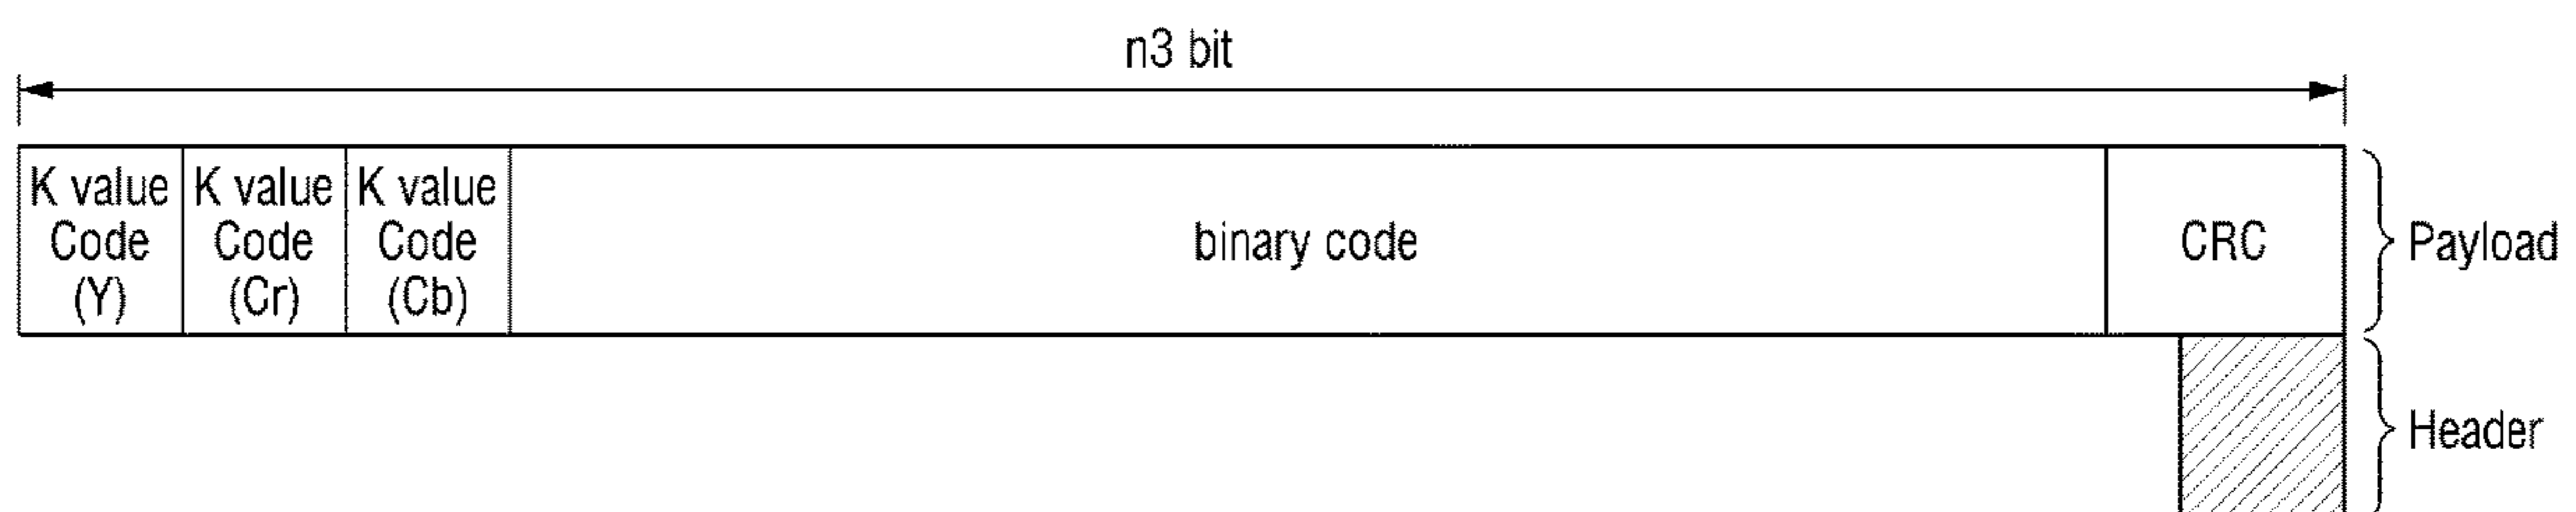 n3 bit
K value
Code
(Y)
K value
Code
(Cr)
K value
Code
(Cb)
binary code
CRC
Payload
Header